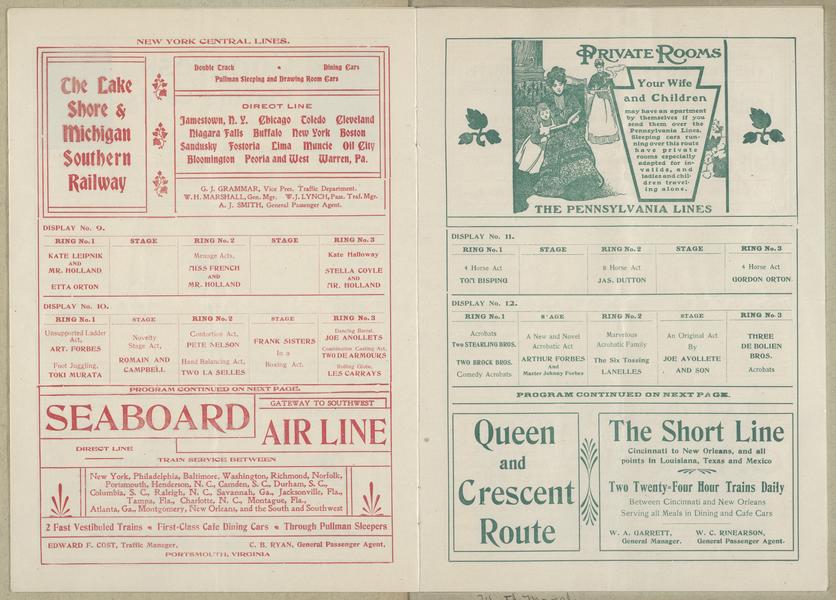 NEW YORK CENTRAL LINES.
The Lake
Shore &
Michigan
Southern
Railway
Double Track • Dining Cars
Pullman Sleeping and Drawing Room Cars
DIRECT LINE
Jamestown, N. Y. Chicago Toledo Cleveland
Niagara Falls Buffalo New York Boston
Sandusky Fostoria Lima Muncie Oil City
Bloomington Peoria and West Warren, Pa.
G. J. GRAMMAR, Vice Pres. Traffic Department.
W. H. MARSHALL, Gen. Mgr. W. J. LYNCH, Pass. Traf. Mgr.
A. J. SMITH, General Passenger Agent.
DISPLAY No. 9.
RING No. 1
KATE LEIPNIK
AND
MR. HOLLAND
ETTA ORTON
STAGE
RING No. 2
Menage Acts,
MISS FRENCH
AND
MR. HOLLAND
STAGE
RING No. 3
Kate Halloway
STELLA COYLE
AND
MR. HOLLAND
DISPLAY No. 10.
RING No. 1
Unsupported Ladder
Act,
ART. FORBES
Foot Juggling,
TOKI MURATA
STAGE
Novelty
Stage Act,
ROMAIN AND
CAMPBELL
RING No. 2
Contortion Act,
PETE NELSON
Hand Balancing Act,
TWO LA SELLES
STAGE
FRANK SISTERS
In a
Boxing Act.
RING No. 3
Dancing Barrel.
JOE ANOLLETS
Combination Casting Act,
TWO DE ARMOURS
Rolling Globe,
LES CARRAYS
PROGRAM CONTINUED ON NEXT PAGE.
SEABOARD
GATEWAY TO SOUTHWEST
AIR LINE
DIRECT LINE
TRAIN SERVICE BETWEEN
New York, Philadelphia, Baltimore, Washington, Richmond, Norfolk,
Portsmouth, Henderson, N. C., Camden, S. C., Durham, S. C.,
Columbia, S. C., Raleigh, N. C., Savannah, Ga., Jacksonville, Fla.,
Tampa, Fla., Charlotte, N. C., Montague, Fla.,
Atlanta, Ga., Montgomery, New Orleans, and the South and Southwest
2 Fast Vestibuled Trains • First-Class Cafe Dining Cars • Through Pullman Sleepers
EDWARD F. COST, Traffic Manager, C. B. RYAN, General Passenger Agent,
PORTSMOUTH, VIRGINIA
PRIVATE ROOMS
Your Wife
and Children
may have an apartment
by themselves if you
send them over the
Pennsylvania Lines.
Sleeping cars run-
ning over this route
have private
rooms especially
adapted for in-
valids, and
ladies and chil-
dren travel-
ing alone.
THE PENNSYLVANIA LINES
DISPLAY No. 11.
RING No. 1
4 Horse Act
TOM BISPING
STAGE
RING No. 2
8 Horse Act
JAS. DUTTON
STAGE
RING No. 3
4 Horse Act
GORDON ORTON
DISPLAY No. 12.
RING No. 1
Acrobats
Two STEARLING BROS.
TWO BROCK BROS.
Comedy Acrobats
STAGE
A New and Novel
Acrobatic Act
ARTHUR FORBES
And
Master Johnny Forbes
RING No. 2
Marvelous
Acrobatic Family
The Six Tossing
LANELLES
STAGE
An Original Act
By
JOE AVOLLETE
AND SON
RING No. 3
THREE
DE BOLIEN
BROS.
Acrobats
PROGRAM CONTINUED ON NEXT PAGE.
Queen
and
Crescent
Route
The Short Line
Cincinnati to New Orleans, and all
points in Louisiana, Texas and Mexico
Two Twenty-Four Hour Trains Daily
Between Cincinnati and New Orleans
Serving all Meals in Dining and Cafe Cars
W. A. GARRETT, W. C. RINEARSON,
General Manager. General Passenger Agent.